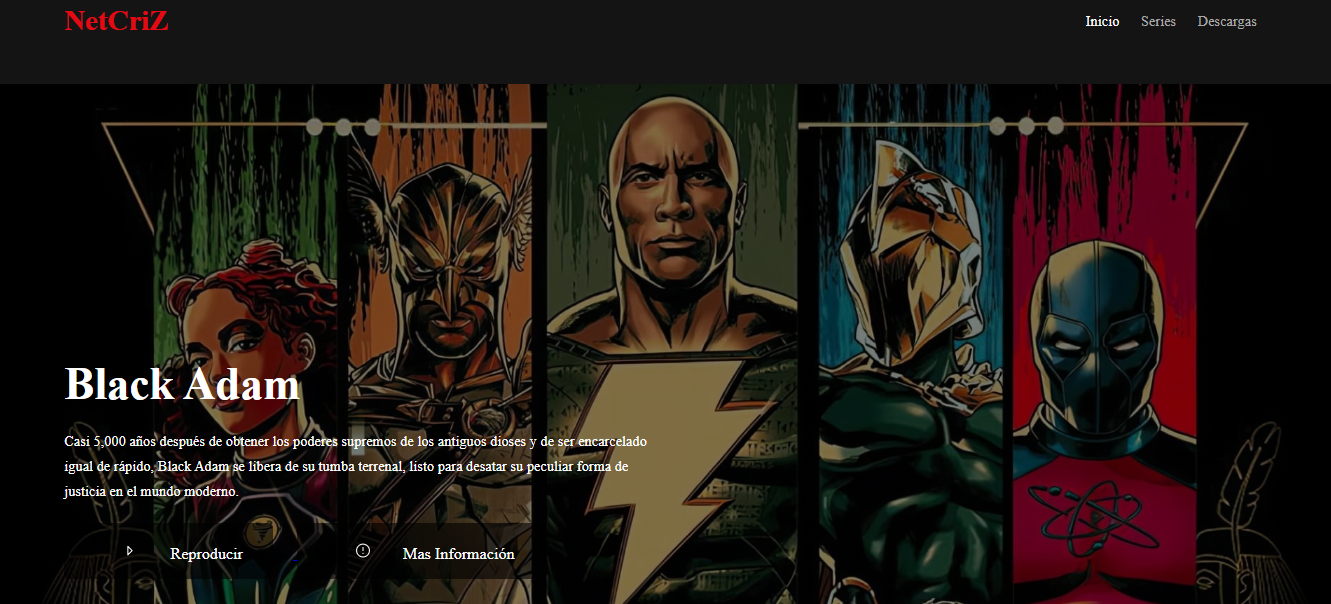 NetCriZ
Inicio Series Descargas
Black Adam
Casi 5,000 años después de obtener los poderes supremos de los antiguos dioses y de ser encarcelado
igual de rápido, Black Adam se libera de su tumba terrenal, listo para desatar su peculiar forma de
justicia en el mundo moderno.
Reproducir Mas Información